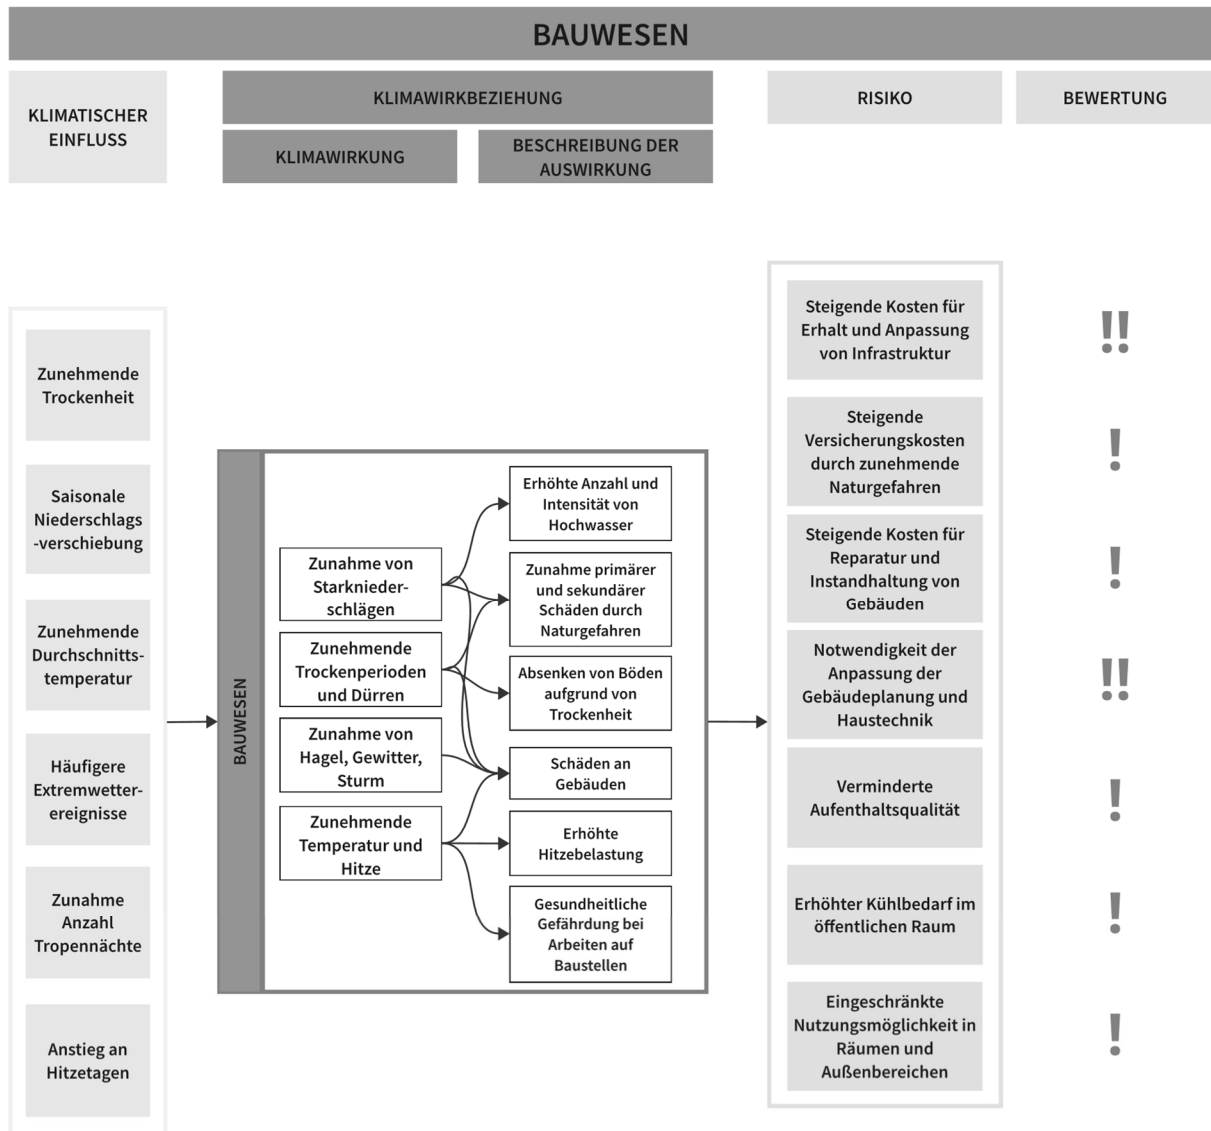 BAUWESEN
KLIMATISCHER
EINFLUSS
KLIMAWIRKBEZIEHUNG
KLIMAWIRKUNG
BESCHREIBUNG DER
AUSWIRKUNG
RISIKO
BEWERTUNG
Zunehmende
Trockenheit
Saisonale
Niederschlags
-verschiebung
Zunehmende
Durchschnitts-
temperatur
Häufigere
Extremwetter-
ereignisse
Zunahme
Anzahl
Tropennächte
Anstieg an
Hitzetagen
BAUWESEN
Zunahme von
Starknieder-
schlägen
Zunehmende
Trockenperioden
und Dürren
Zunahme von
Hagel, Gewitter,
Sturm
Zunehmende
Temperatur und
Hitze
Erhöhte Anzahl und
Intensität von
Hochwasser
Zunahme primärer
und sekundärer
Schäden durch
Naturgefahren
Absenken von Böden
aufgrund von
Trockenheit
Schäden an
Gebäuden
Erhöhte
Hitzebelastung
Gesundheitliche
Gefährdung bei
Arbeiten auf
Baustellen
Steigende Kosten für
Erhalt und Anpassung
von Infrastruktur
!!
Steigende
Versicherungskosten
durch zunehmende
Naturgefahren
!
Steigende Kosten für
Reparatur und
Instandhaltung von
Gebäuden
!
Notwendigkeit der
Anpassung der
Gebäudeplanung und
Haustechnik
!!
Verminderte
Aufenthaltsqualität
!
Erhöhter Kühlbedarf im
öffentlichen Raum
!
Eingeschränkte
Nutzungsmöglichkeit in
Räumen und
Außenbereichen
!